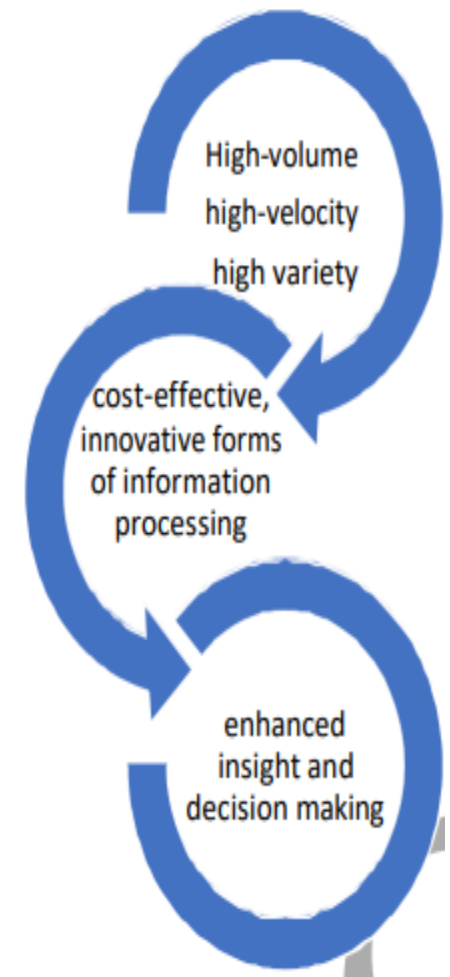 High-volume
high-velocity
high variety
cost-effective,
innovative forms
of information
processing
enhanced
insight and
decision making